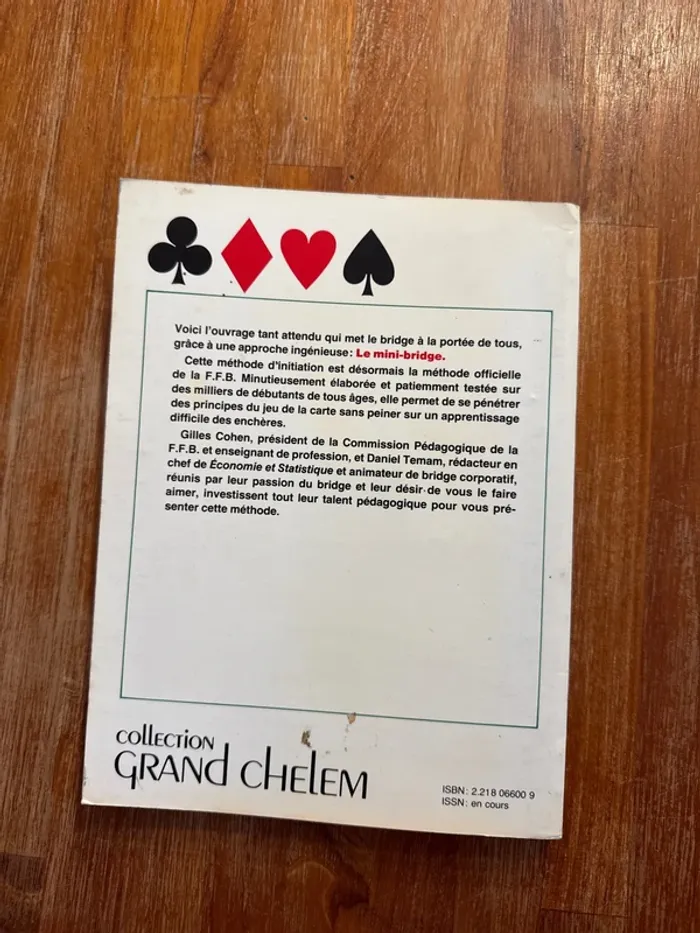 Voici l'ouvrage tant attendu qui met le bridge à la portée de tous,
grâce à une approche ingénieuse: Le mini-bridge.
Cette méthode d'initiation est désormais la méthode officielle
de la F.F.B. Minutieusement élaborée et patiemment testée sur
des milliers de débutants de tous âges, elle permet de se pénétrer
des principes du jeu de la carte sans peiner sur un apprentissage
difficile des enchères.
Gilles Cohen, président de la Commission Pédagogique de la
F.F.B. et enseignant de profession, et Daniel Temam, rédacteur en
chef de Économie et Statistique et animateur de bridge corporatif,
réunis par leur passion du bridge et leur désir de vous le faire
aimer, investissent tout leur talent pédagogique pour vous pré-
senter cette méthode.
collection
GRANd cHElEM
ISBN: 2.218 06600 9
ISSN: en cours